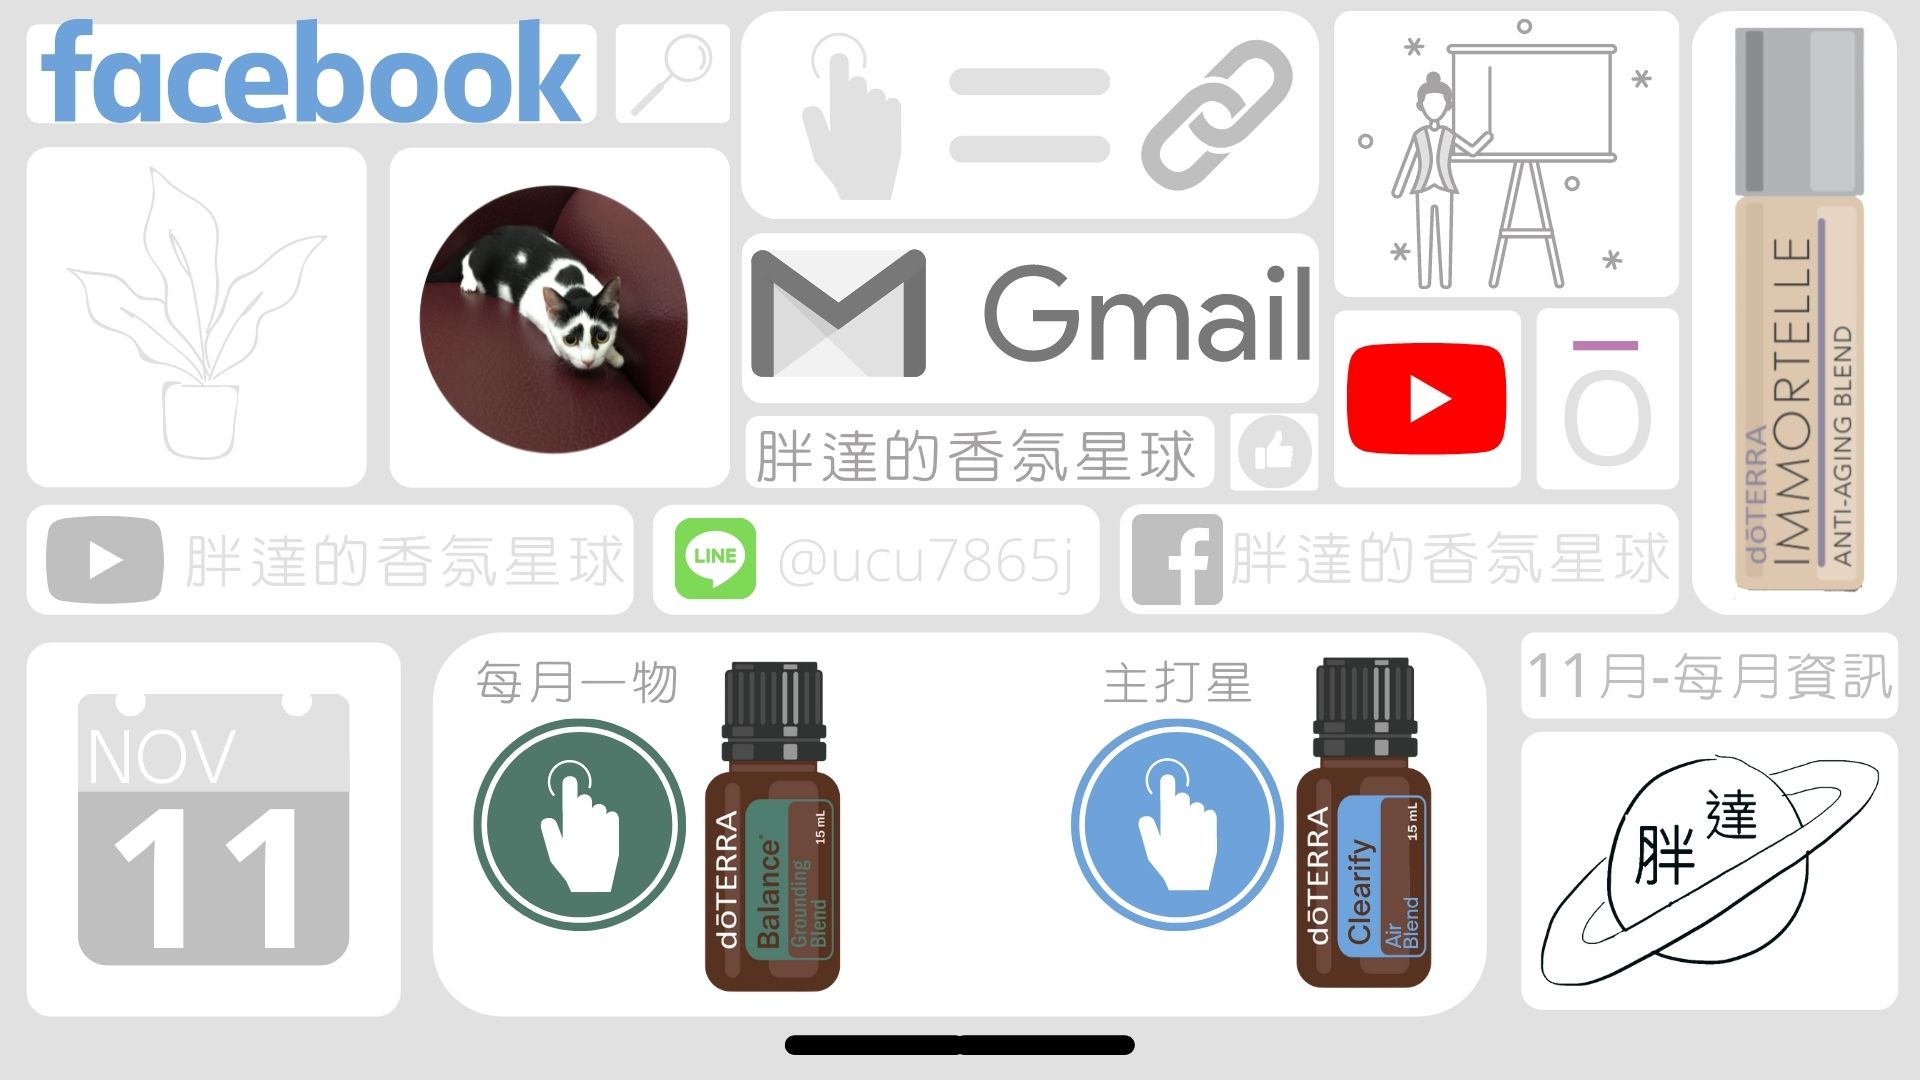 facebook
Gmail
胖達的香氛星球
Ō
dōTERRA
IMMORTELLE
ANTI-AGING BLEND
胖達的香氛星球
LINE
@ucu7865j
胖達的香氛星球
NOV
11
每月一物
dōTERRA
Balance
Grounding
Blend
15 mL
主打星
dōTERRA
Clearify
Air
Blend
15 mL
11月-每月資訊
胖達